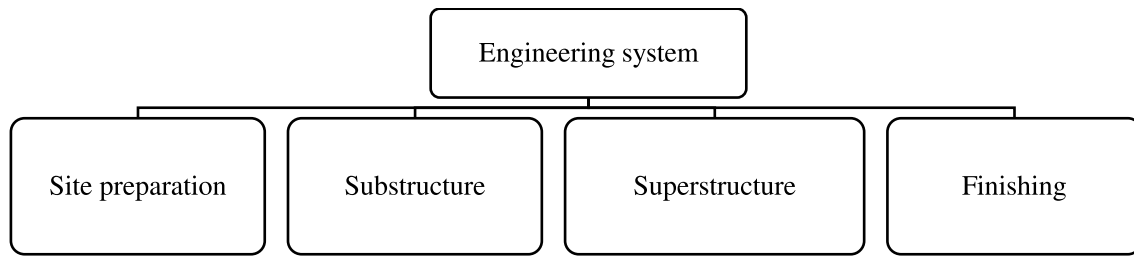 Engineering system
Site preparation
Substructure
Superstructure
Finishing